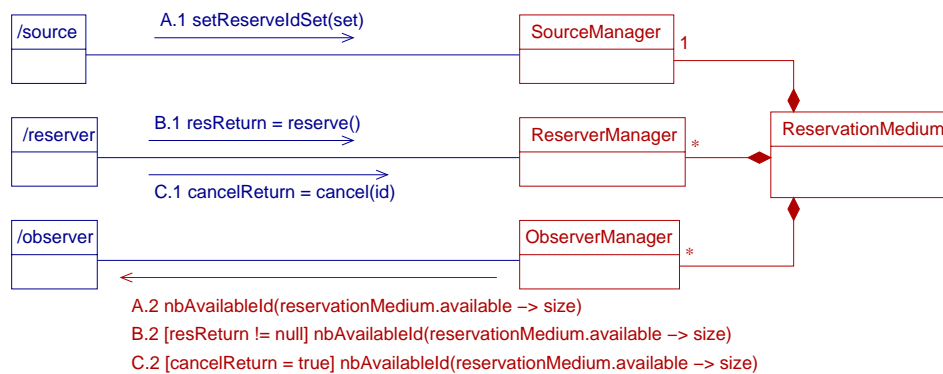 A.1 setReserveIdSet(set)
/source
SourceManager
1
ReservationMedium
B.1 resReturn = reserve()
/reserver
ReserverManager
*
C.1 cancelReturn = cancel(id)
/observer
ObserverManager
*
A.2 nbAvailableId(reservationMedium.available −> size)
B.2 [resReturn != null] nbAvailableId(reservationMedium.available −> size)
C.2 [cancelReturn = true] nbAvailableId(reservationMedium.available −> size)